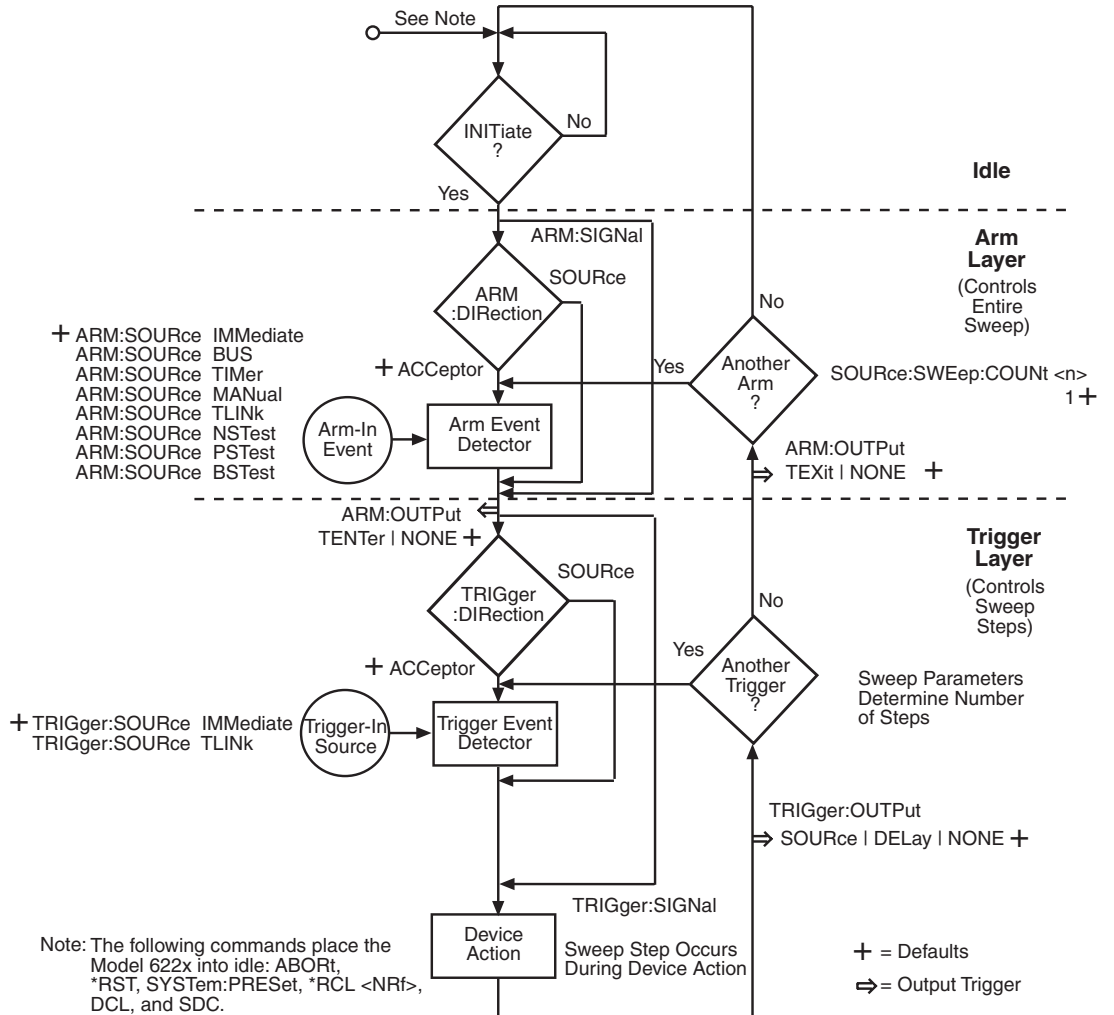 See Note
INITiate
?
No
Yes
Idle
ARM:SIGNal
Arm
Layer
(Controls
Entire
Sweep)
SOURce
ARM
:DIRection
No
+ ARM:SOURce IMMediate
ARM:SOURce BUS
ARM:SOURce TIMer
ARM:SOURce MANual
ARM:SOURce TLINk
ARM:SOURce NSTest
ARM:SOURce PSTest
ARM:SOURce BSTest
+ ACCeptor
Yes
Another
Arm
?
SOURce:SWEep:COUNt <n>
1 +
Arm-In
Event
Arm Event
Detector
ARM:OUTPut
TEXit | NONE +
ARM:OUTPut
TENTer | NONE +
Trigger
Layer
(Controls
Sweep
Steps)
SOURce
TRIGger
:DIRection
No
+ ACCeptor
Yes
Another
Trigger
?
Sweep Parameters
Determine Number
of Steps
+ TRIGger:SOURce IMMediate
TRIGger:SOURce TLINk
Trigger-In
Source
Trigger Event
Detector
TRIGger:OUTPut
SOURce | DELay | NONE +
TRIGger:SIGNal
Device
Action
Sweep Step Occurs
During Device Action
Note: The following commands place the
Model 622x into idle: ABORt,
*RST, SYSTem:PRESet, *RCL <NRf>,
DCL, and SDC.
+ = Defaults
⇨ = Output Trigger